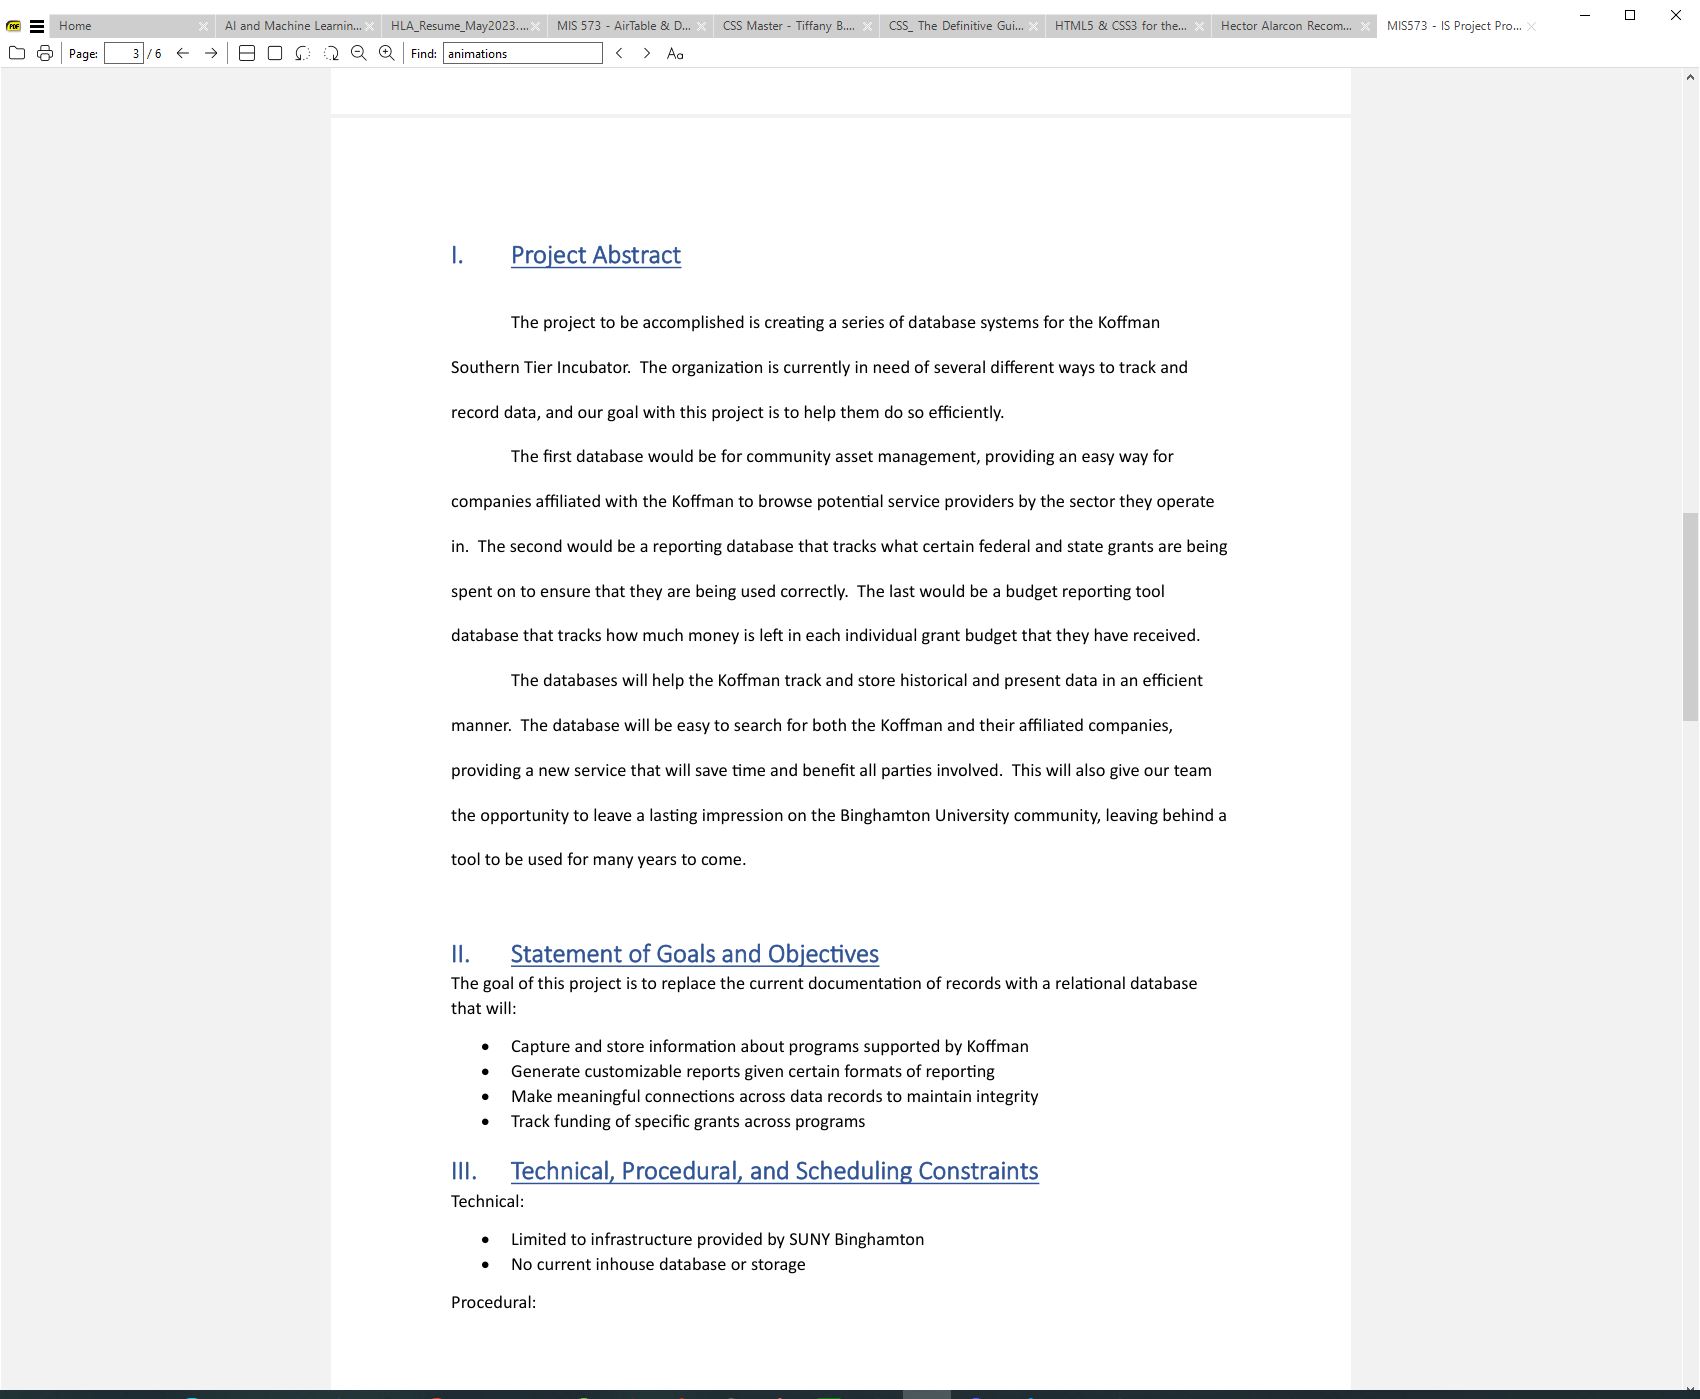 Home
AI and Machine Learnin...
HLA_Resume_May2023....
MIS 573 - AirTable & D...
CSS Master - Tiffany B....
CSS_ The Definitive Gui...
HTML5 & CSS3 for the...
Hector Alarcon Recom...
MIS573 - IS Project Pro...
Page: 3 / 6 Find: animations Aa
I. Project Abstract
The project to be accomplished is creating a series of database systems for the Koffman
Southern Tier Incubator.  The organization is currently in need of several different ways to track and
record data, and our goal with this project is to help them do so efficiently.
The first database would be for community asset management, providing an easy way for
companies affiliated with the Koffman to browse potential service providers by the sector they operate
in.  The second would be a reporting database that tracks what certain federal and state grants are being
spent on to ensure that they are being used correctly.  The last would be a budget reporting tool
database that tracks how much money is left in each individual grant budget that they have received.
The databases will help the Koffman track and store historical and present data in an efficient
manner.  The database will be easy to search for both the Koffman and their affiliated companies,
providing a new service that will save time and benefit all parties involved.  This will also give our team
the opportunity to leave a lasting impression on the Binghamton University community, leaving behind a
tool to be used for many years to come.
II. Statement of Goals and Objectives
The goal of this project is to replace the current documentation of records with a relational database
that will:
• Capture and store information about programs supported by Koffman
• Generate customizable reports given certain formats of reporting
• Make meaningful connections across data records to maintain integrity
• Track funding of specific grants across programs
III. Technical, Procedural, and Scheduling Constraints
Technical:
• Limited to infrastructure provided by SUNY Binghamton
• No current inhouse database or storage
Procedural: